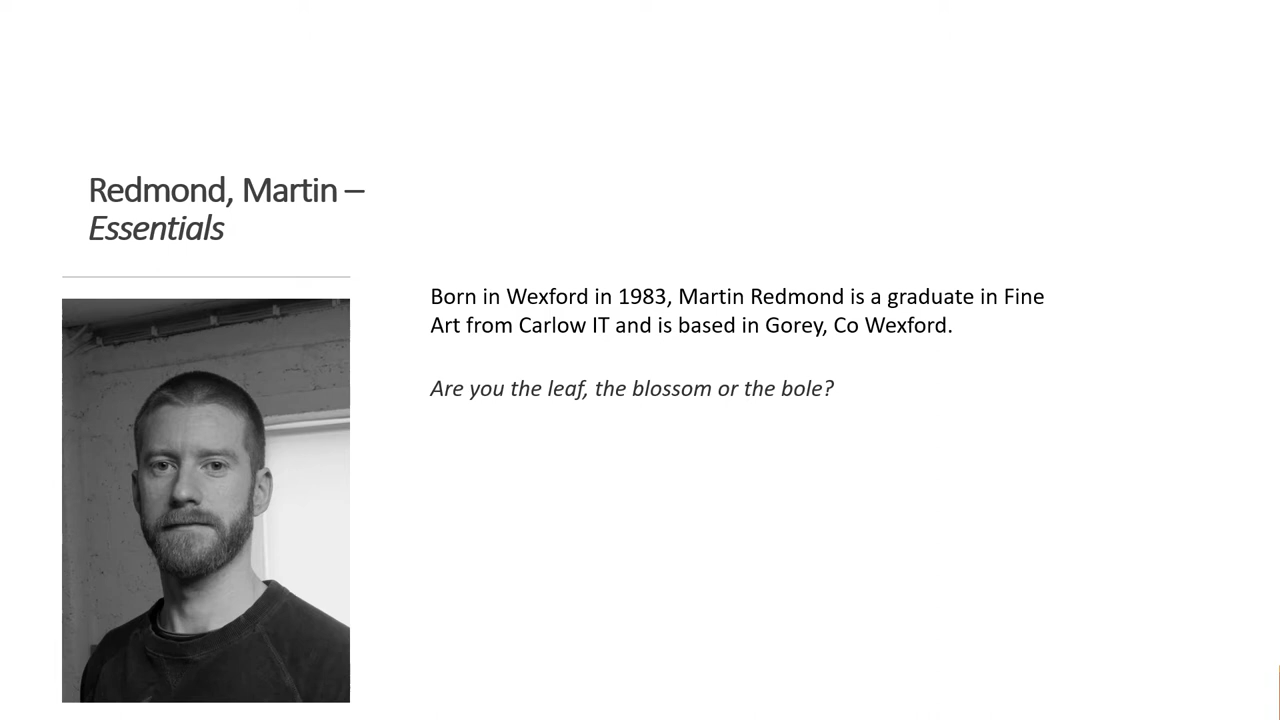 Redmond, Martin –
Essentials
Born in Wexford in 1983, Martin Redmond is a graduate in Fine
Art from Carlow IT and is based in Gorey, Co Wexford.
Are you the leaf, the blossom or the bole?